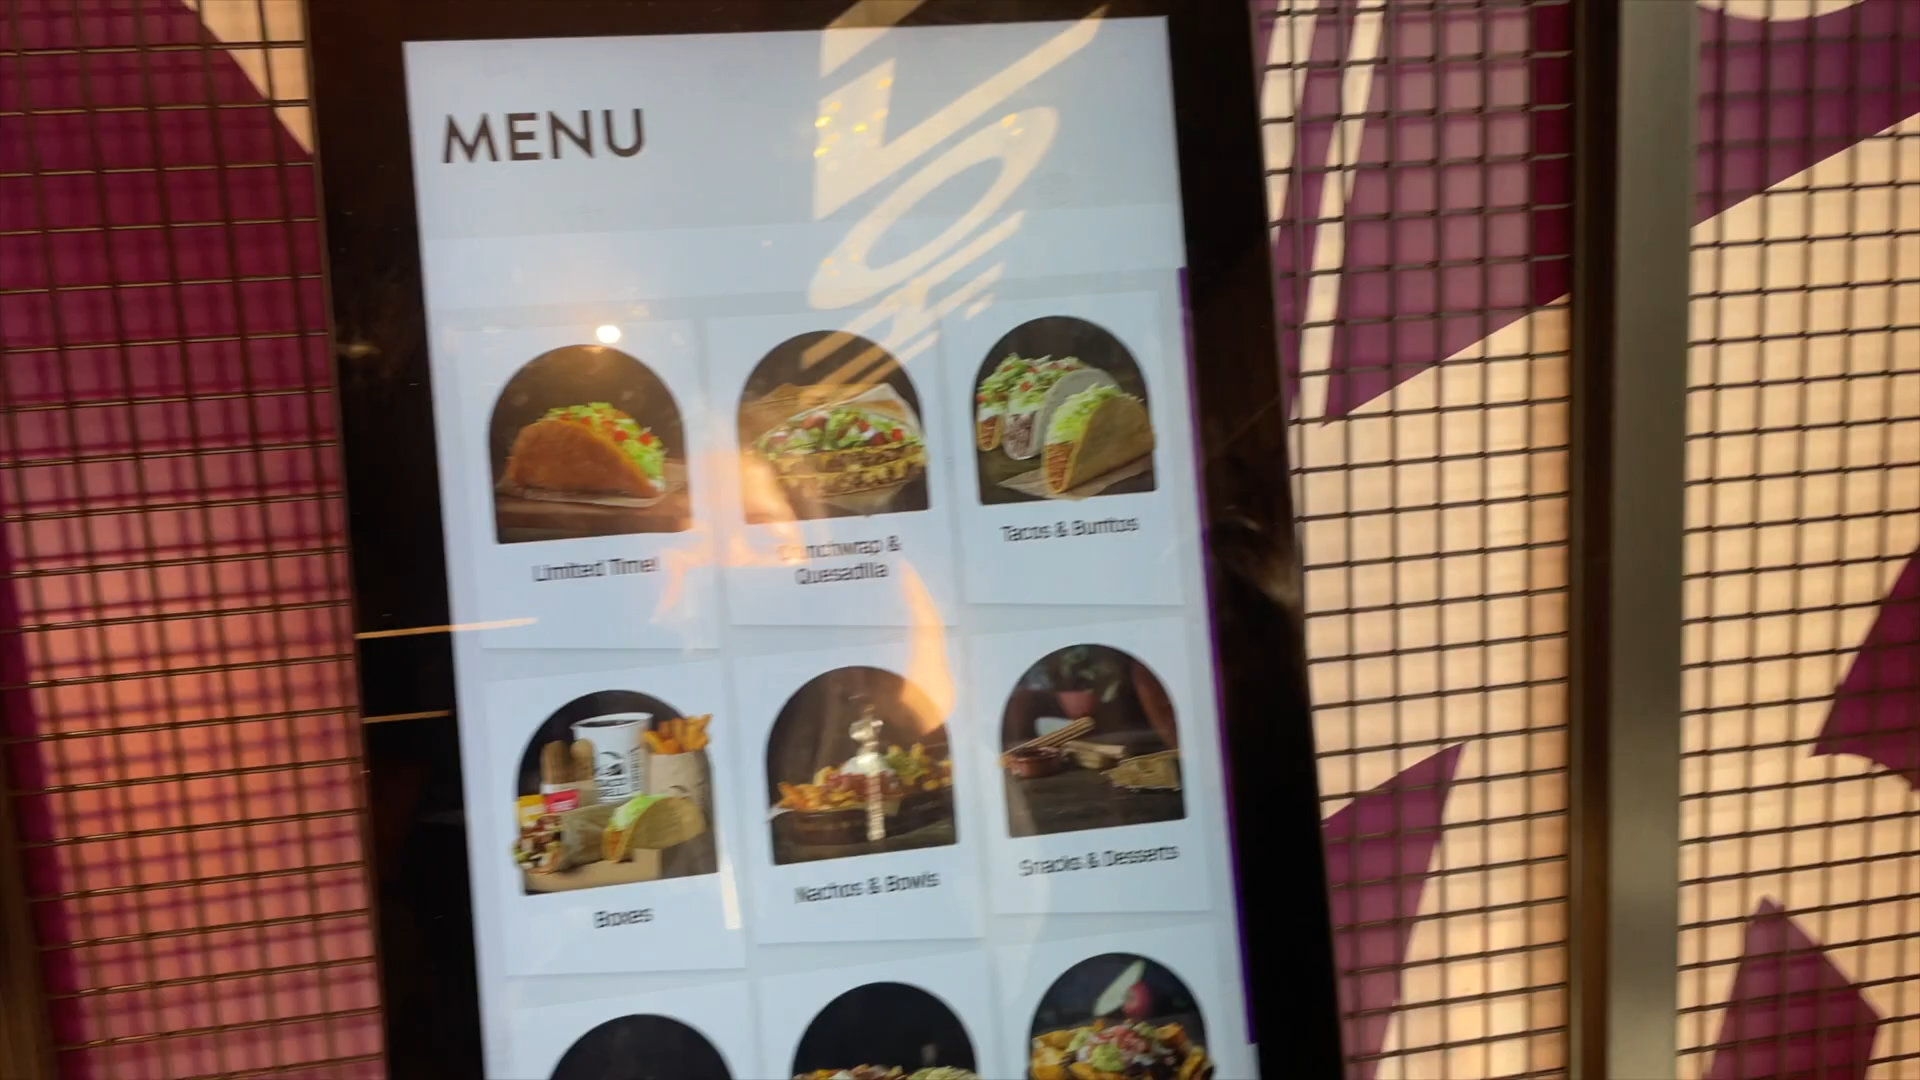 MENU
Limited Time!
Crunchwrap &
Quesadilla
Tacos & Burritos
Boxes
Nachos & Bowls
Snacks & Desserts